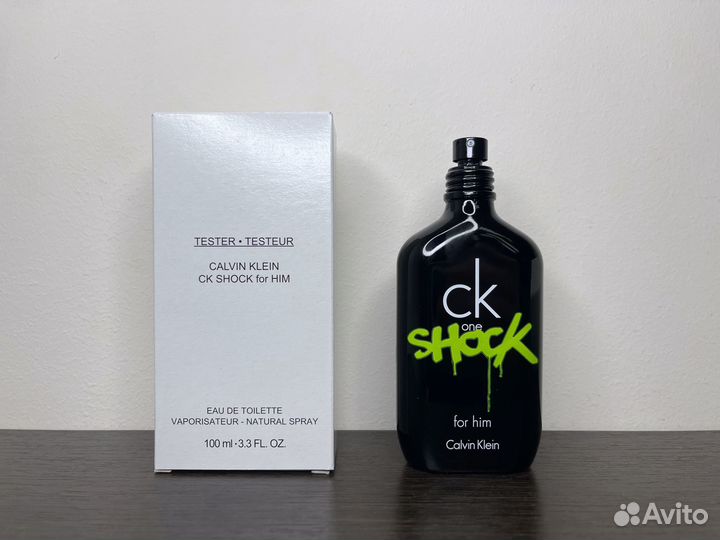 TESTER • TESTEUR
CALVIN KLEIN
CK SHOCK for HIM
EAU DE TOILETTE
VAPORISATEUR - NATURAL SPRAY
100 ml • 3.3 FL. OZ.
ck
one
SHOCK
for him
Calvin Klein
Avito